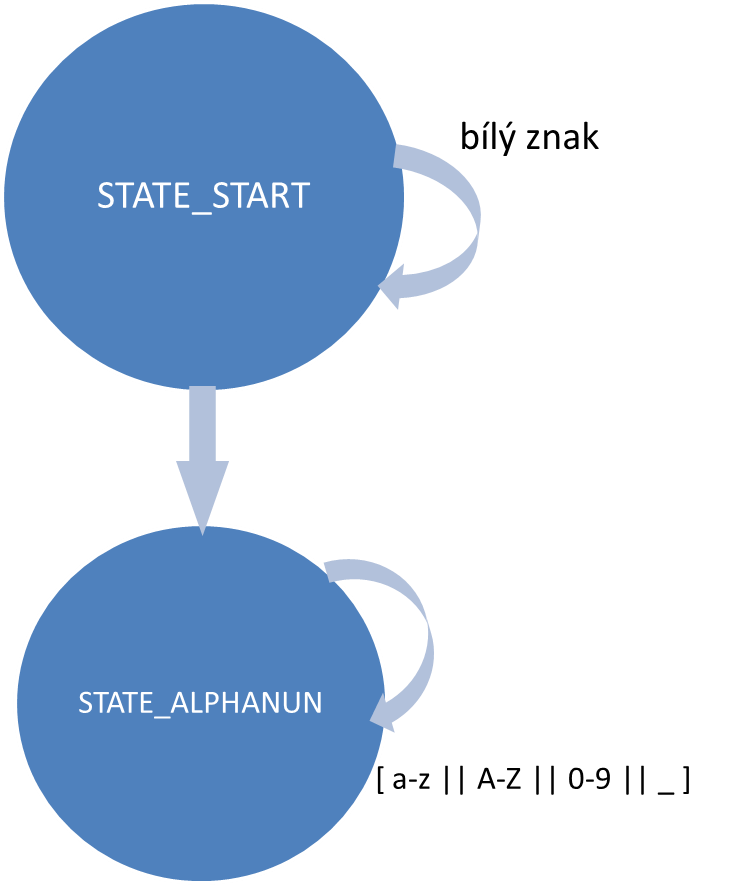 bílý znak
STATE_START
STATE_ALPHANUN
[ a-z || A-Z || 0-9 || _ ]